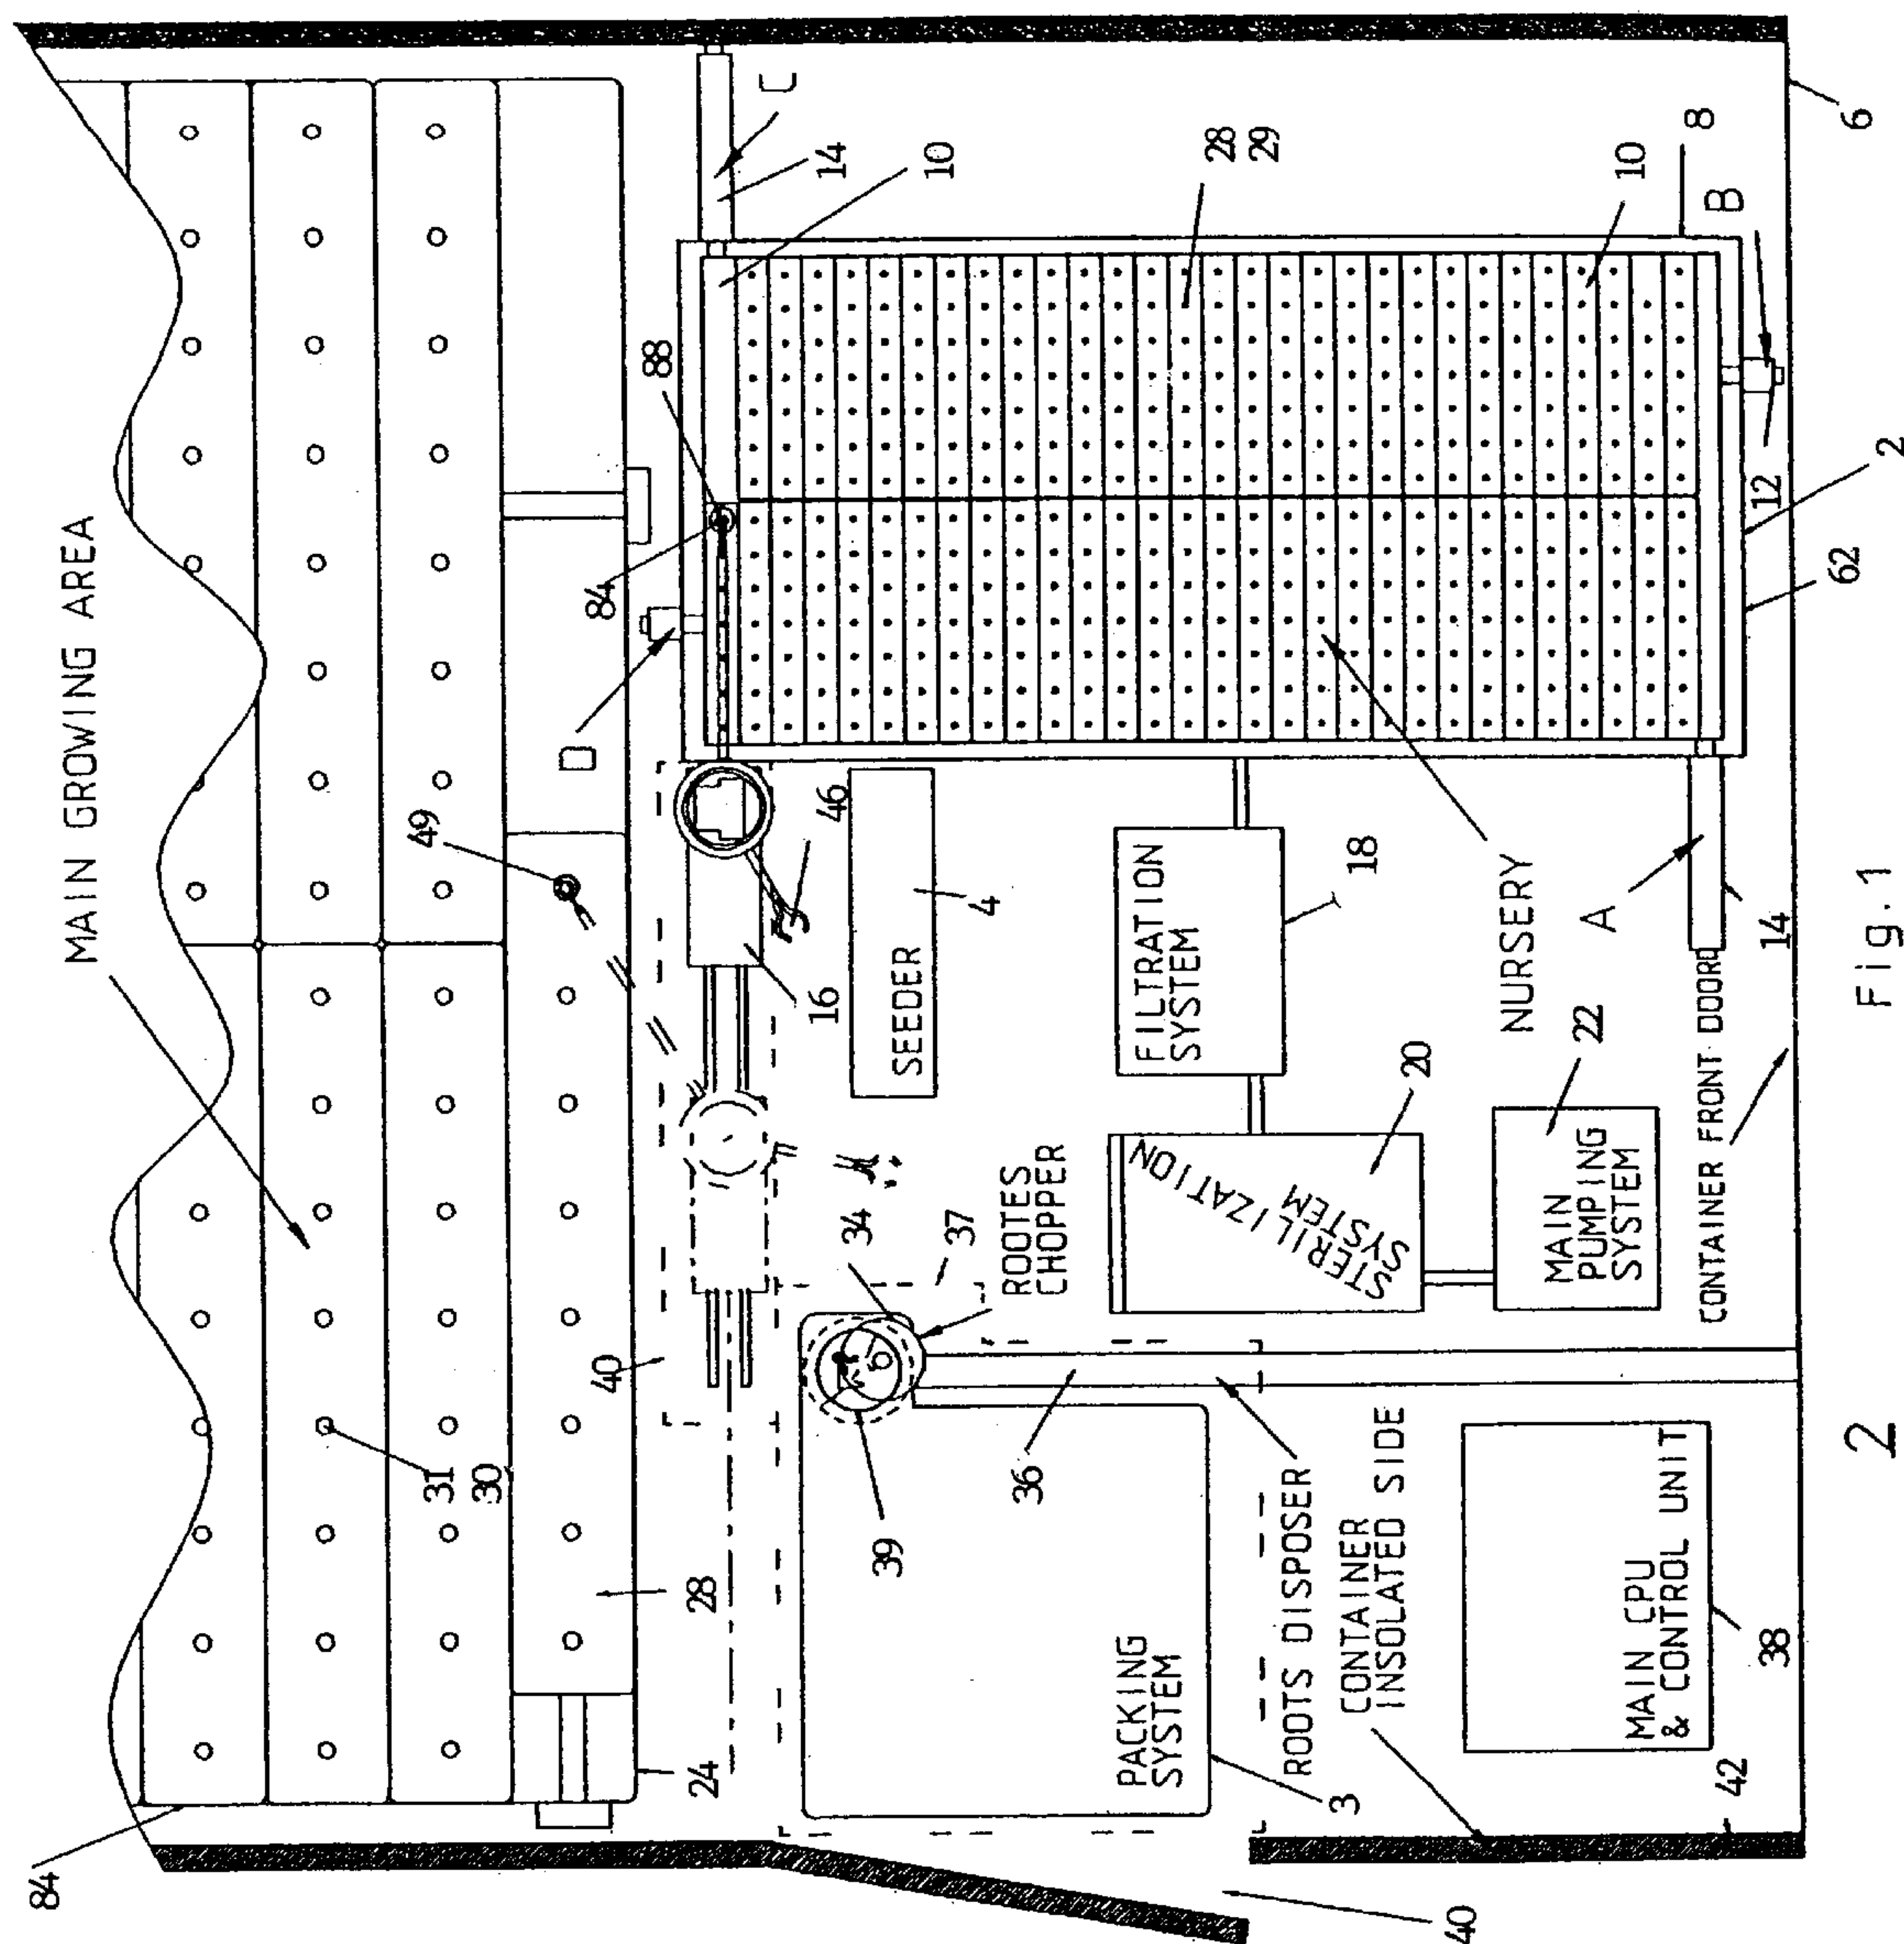 MAIN GROWING AREA
84
49
D
88
84
C
14
10
28
29
10
8
B
6
31
30
28
24
40
16
46
4
SEEDER
34
37
ROOTES
CHOPPER
39
36
PACKING
SYSTEM
3
ROOTS DISPOSER
CONTAINER
INSOLATED SIDE
FILTRATION
SYSTEM
18
STERILIZATION
SYSTEM
20
MAIN
PUMPING
SYSTEM
22
NURSERY
A
14
CONTAINER FRONT DOORD
12
2
62
MAIN CPU
& CONTROL UNIT
38
42
40
2
Fig.1